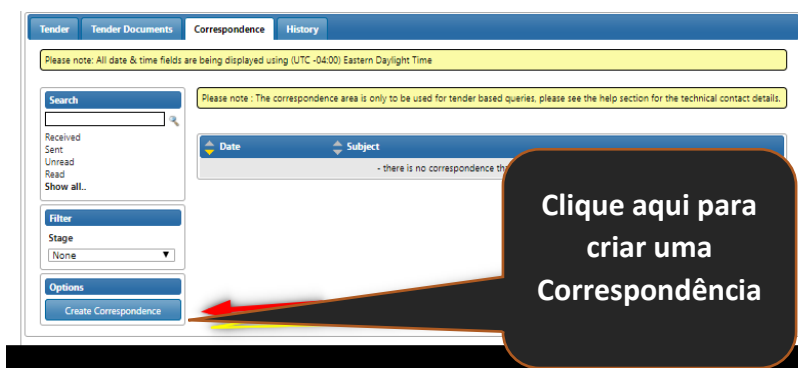 Tender Tender Documents Correspondence History
Please note: All date & time fields are being displayed using (UTC -04:00) Eastern Daylight Time
Search
Please note : The correspondence area is only to be used for tender based queries, please see the help section for the technical contact details.
Received
Sent
Unread
Read
Show all..
Date Subject
- there is no correspondence
Filter
Stage
None
Options
Create Correspondence
Clique aqui para
criar uma
Correspondência